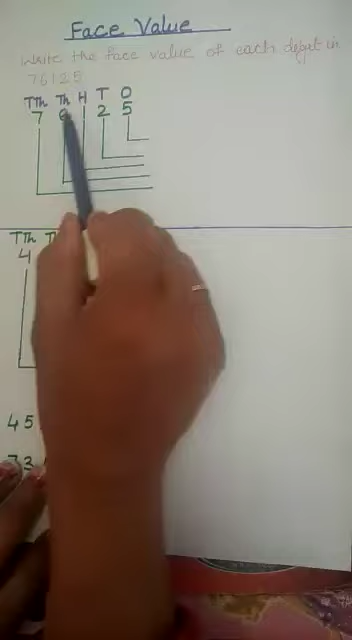 Face Value
Write the face value of each digit in
76125
TTh Th H T O
7 6 2 5
TTh
4
45
73